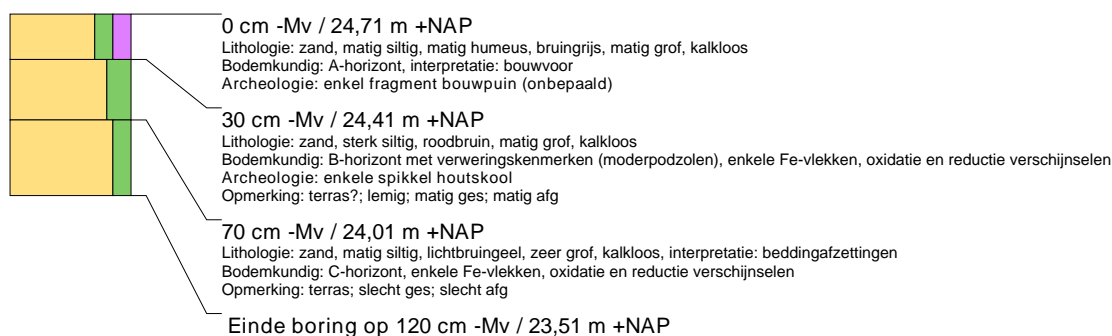 0 cm -Mv / 24,71 m +NAP
Lithologie: zand, matig siltig, matig humeus, bruingrijs, matig grof, kalkloos
Bodemkundig: A-horizont, interpretatie: bouwvoor
Archeologie: enkel fragment bouwpuin (onbepaald)
30 cm -Mv / 24,41 m +NAP
Lithologie: zand, sterk siltig, roodbruin, matig grof, kalkloos
Bodemkundig: B-horizont met verweringskenmerken (moderpodzolen), enkele Fe-vlekken, oxidatie en reductie verschijnselen
Archeologie: enkele spikkel houtskool
Opmerking: terras?; lemig; matig ges; matig afg
70 cm -Mv / 24,01 m +NAP
Lithologie: zand, matig siltig, lichtbruingeel, zeer grof, kalkloos, interpretatie: beddingafzettingen
Bodemkundig: C-horizont, enkele Fe-vlekken, oxidatie en reductie verschijnselen
Opmerking: terras; slecht ges; slecht afg
Einde boring op 120 cm -Mv / 23,51 m +NAP